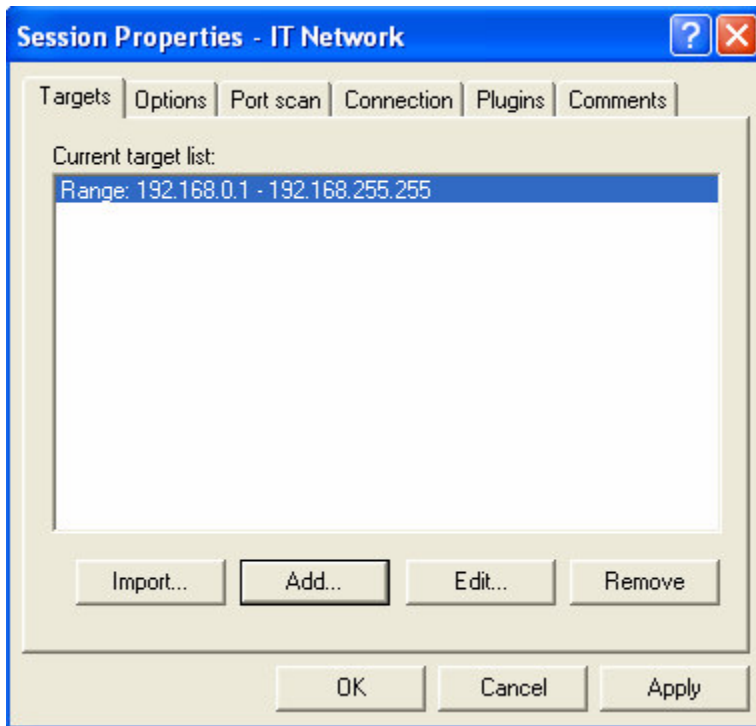 Session Properties - IT Network
Targets Options Port scan Connection Plugins Comments
Current target list:
Range: 192.168.0.1 - 192.168.255.255
Import... Add... Edit... Remove
OK Cancel Apply